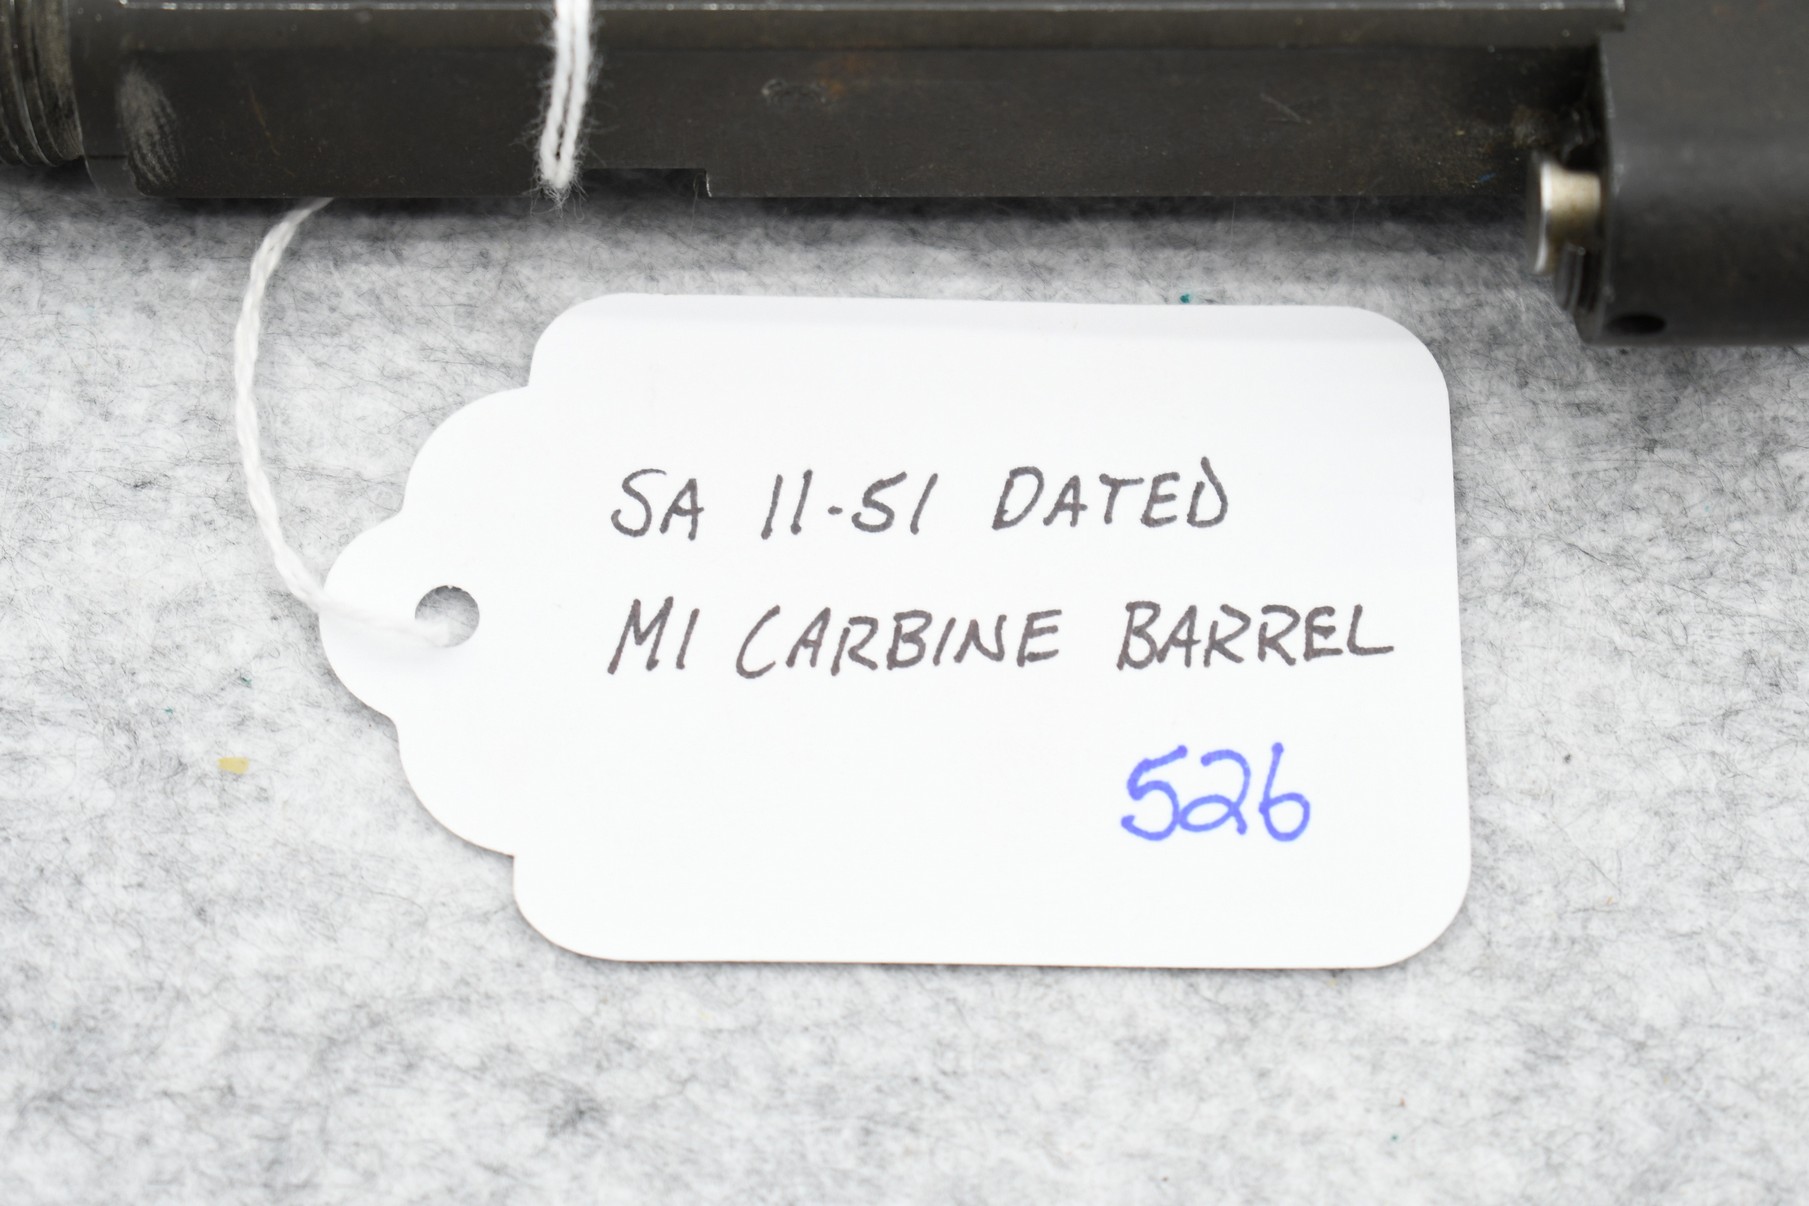 SA 11-51 DATED
M1 CARBINE BARREL
526